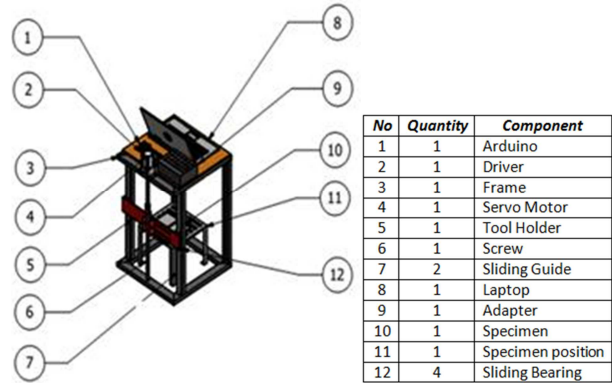 1
2
3
4
5
6
7
8
9
10
11
12
No Quantity Component
1 1 Arduino
2 1 Driver
3 1 Frame
4 1 Servo Motor
5 1 Tool Holder
6 1 Screw
7 2 Sliding Guide
8 1 Laptop
9 1 Adapter
10 1 Specimen
11 1 Specimen position
12 4 Sliding Bearing